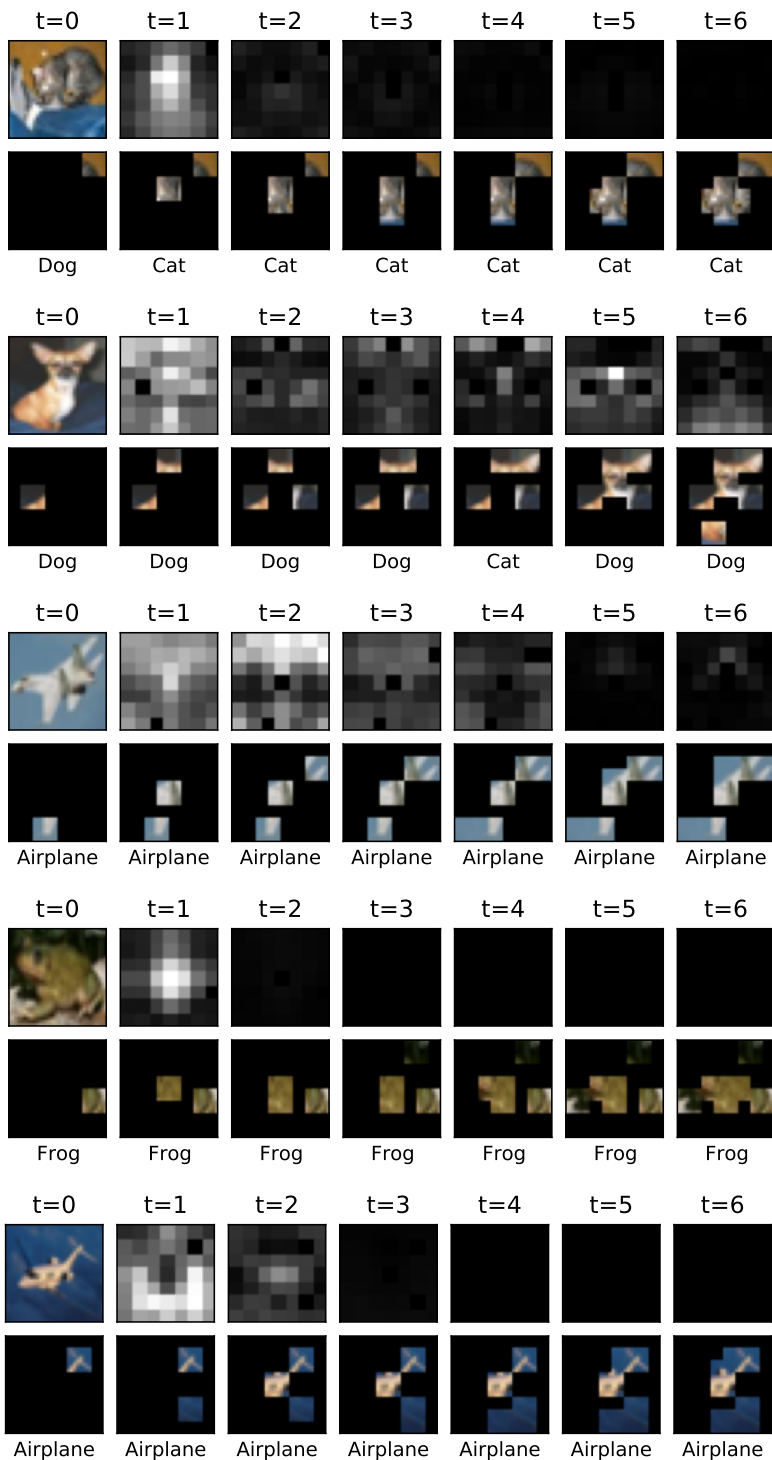 t=0 t=1 t=2 t=3 t=4 t=5 t=6
Dog Cat Cat Cat Cat Cat Cat
t=0 t=1 t=2 t=3 t=4 t=5 t=6
Dog Dog Dog Dog Cat Dog Dog
t=0 t=1 t=2 t=3 t=4 t=5 t=6
Airplane Airplane Airplane Airplane Airplane Airplane Airplane
t=0 t=1 t=2 t=3 t=4 t=5 t=6
Frog Frog Frog Frog Frog Frog Frog
t=0 t=1 t=2 t=3 t=4 t=5 t=6
Airplane Airplane Airplane Airplane Airplane Airplane Airplane